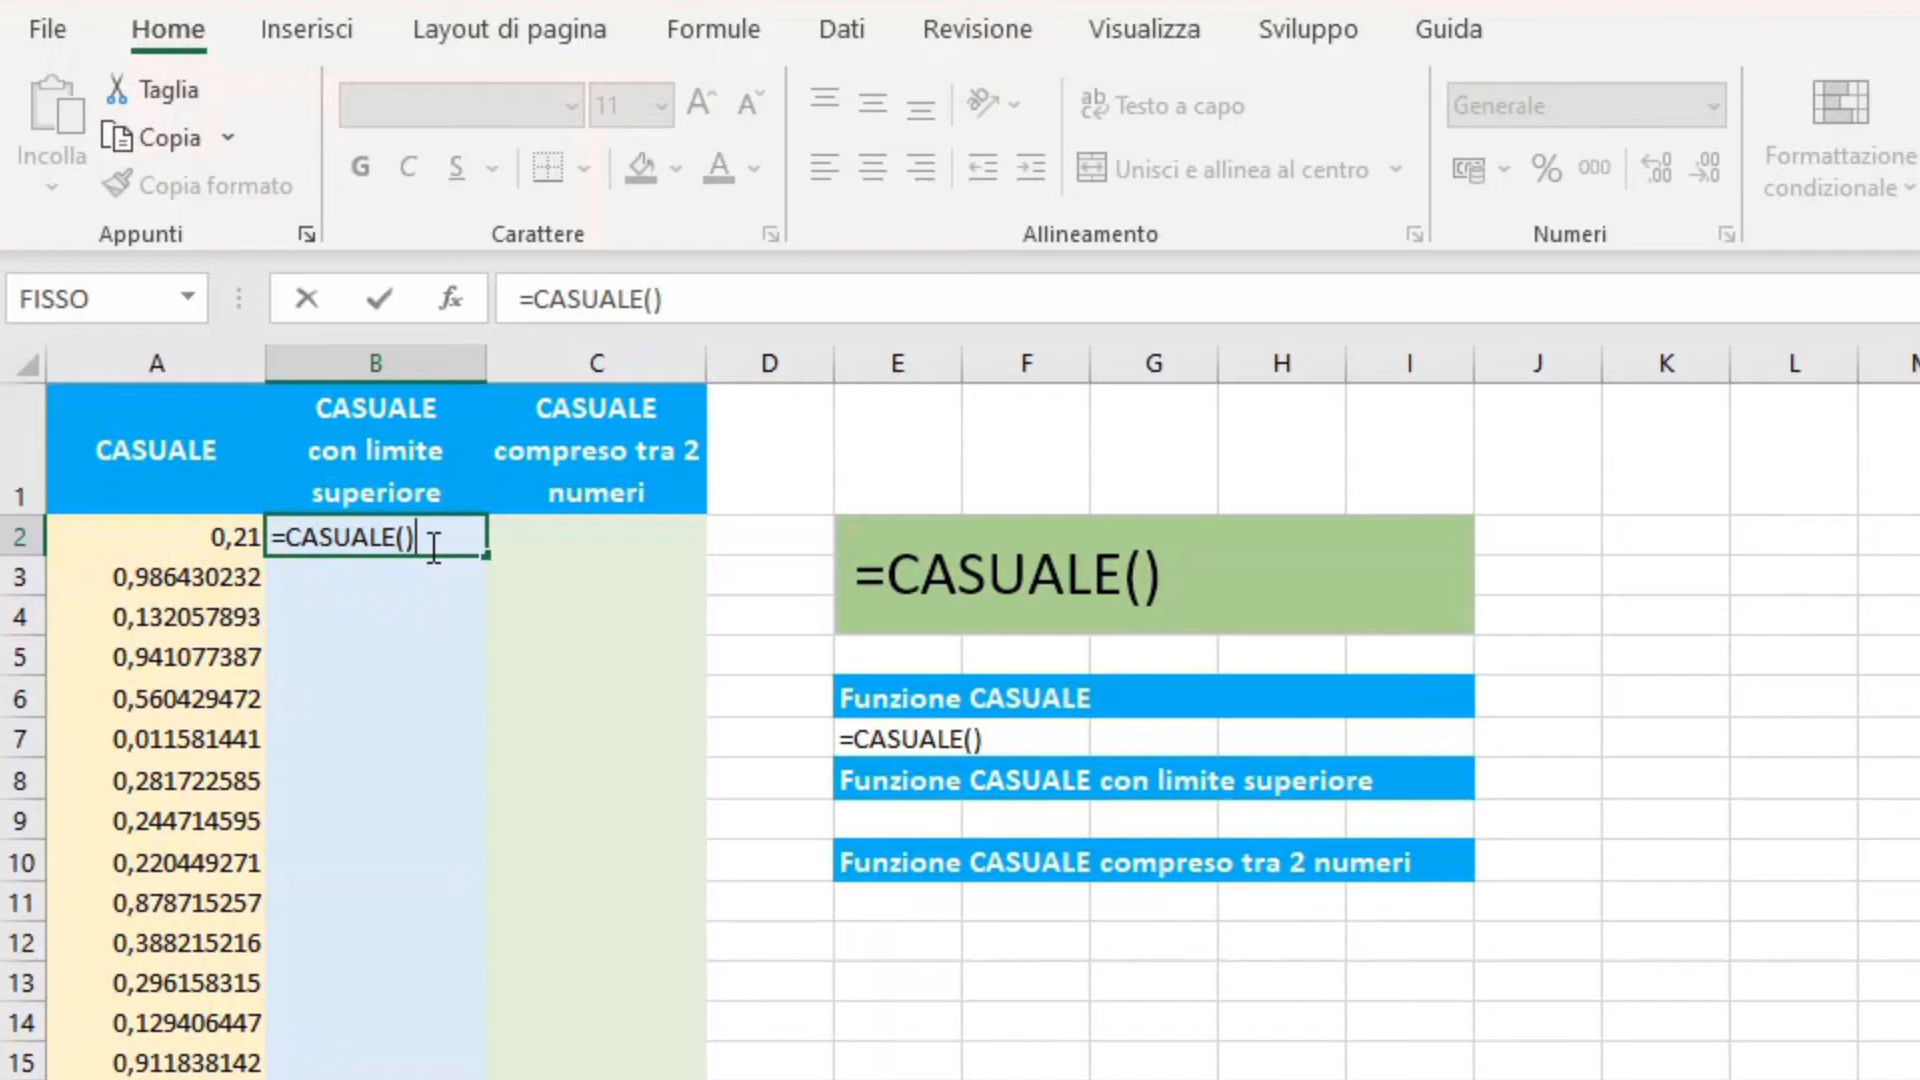 File Home Inserisci Layout di pagina Formule Dati Revisione Visualizza Sviluppo Guida
Incolla
Taglia
Copia
Copia formato
Appunti
11 A A
G C S A
Carattere
ab Testo a capo
Unisci e allinea al centro
Allineamento
Generale
% 000 ,00 ,00
Numeri
Formattazione
condizionale
FISSO fx =CASUALE()
A B C D E F G H I J K L
1 CASUALE
CASUALE
con limite
superiore
CASUALE
compreso tra 2
numeri
2 0,21 =CASUALE()
3 0,986430232
4 0,132057893
5 0,941077387
6 0,560429472
7 0,011581441
8 0,281722585
9 0,244714595
10 0,220449271
11 0,878715257
12 0,388215216
13 0,296158315
14 0,129406447
15 0,911838142
=CASUALE()
Funzione CASUALE
=CASUALE()
Funzione CASUALE con limite superiore
Funzione CASUALE compreso tra 2 numeri